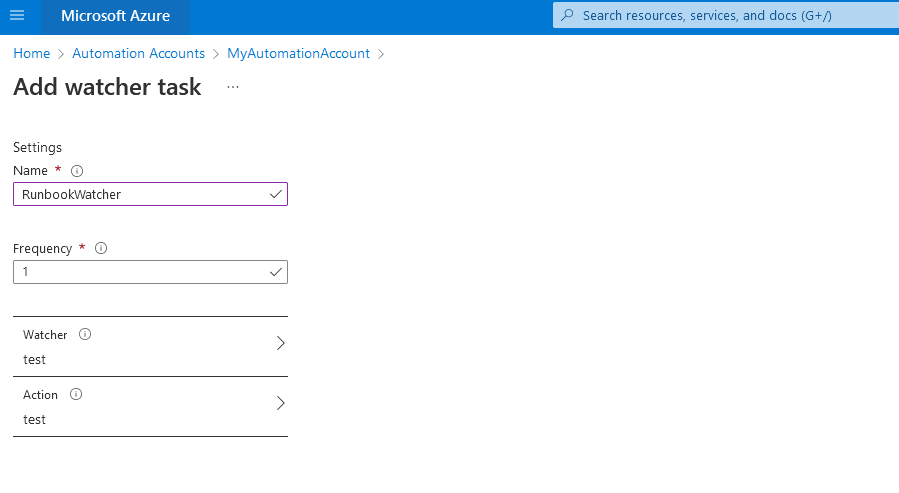 Microsoft Azure
Search resources, services, and docs (G+/)
Home > Automation Accounts > MyAutomationAccount >
Add watcher task ...
Settings
Name *
RunbookWatcher
Frequency *
1
Watcher
test
Action
test